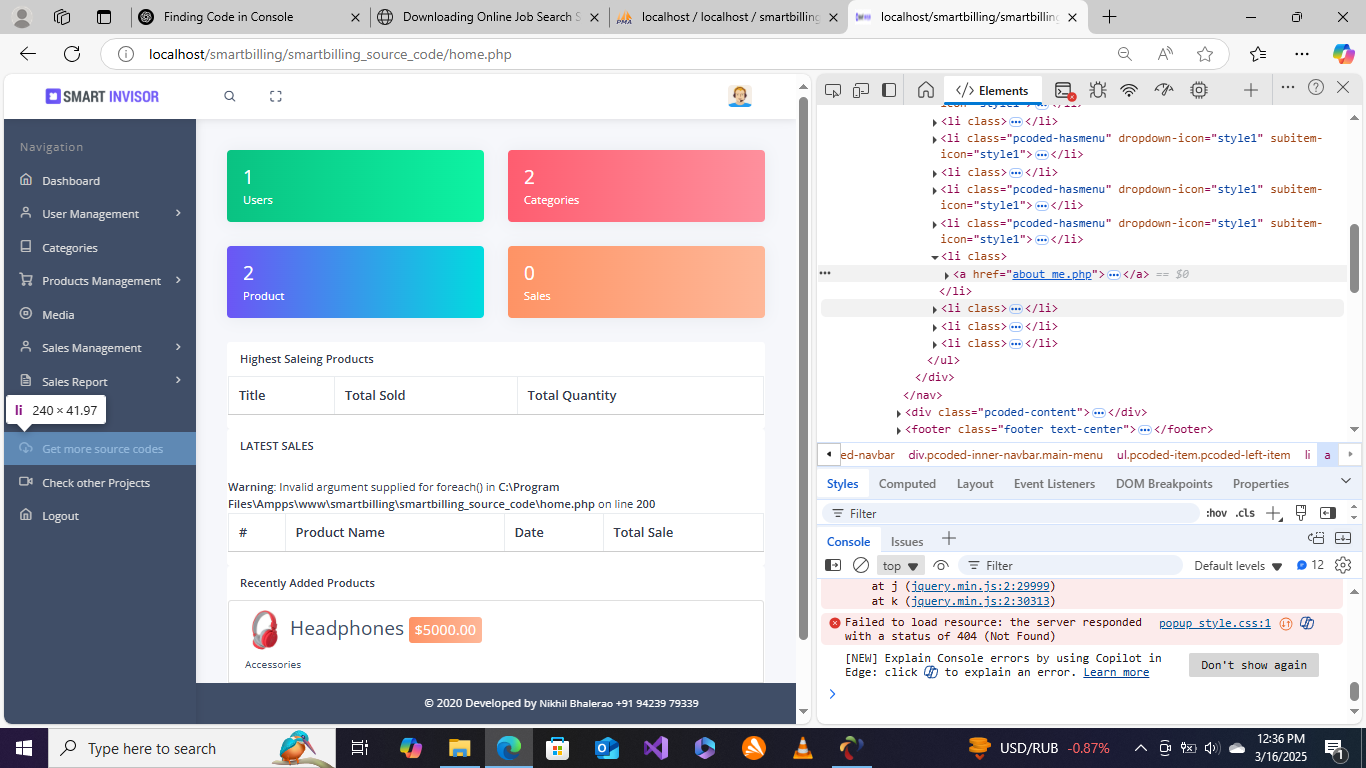 Finding Code in Console
Downloading Online Job Search S
localhost / localhost / smartbilling
localhost/smartbilling/smartbilling
localhost/smartbilling/smartbilling_source_code/home.php
SMART INVISOR
Navigation
Dashboard
User Management
Categories
Products Management
Media
Sales Management
Sales Report
li 240 × 41.97
Get more source codes
Check other Projects
Logout
1
Users
2
Categories
2
Product
0
Sales
Highest Saleing Products
Title Total Sold Total Quantity
LATEST SALES
Warning: Invalid argument supplied for foreach() in C:\Program
Files\Ampps\www\smartbilling\smartbilling_source_code\home.php on line 200
# Product Name Date Total Sale
Recently Added Products
Headphones $5000.00
Accessories
© 2020 Developed by Nikhil Bhalerao +91 94239 79339
Elements
<li class>…</li>
<li class="pcoded-hasmenu" dropdown-icon="style1" subitem-
icon="style1">…</li>
<li class>…</li>
<li class="pcoded-hasmenu" dropdown-icon="style1" subitem-
icon="style1">…</li>
<li class="pcoded-hasmenu" dropdown-icon="style1" subitem-
icon="style1">…</li>
<li class>
<a href="about_me.php">…</a> == $0
</li>
<li class>…</li>
<li class>…</li>
<li class>…</li>
</ul>
</div>
</nav>
<div class="pcoded-content">…</div>
<footer class="footer text-center">…</footer>
ed-navbar div.pcoded-inner-navbar.main-menu ul.pcoded-item.pcoded-left-item li a
Styles Computed Layout Event Listeners DOM Breakpoints Properties
Filter :hov .cls
Console Issues
top Filter Default levels 12
at j (jquery.min.js:2:29999)
at k (jquery.min.js:2:30313)
Failed to load resource: the server responded popup_style.css:1
with a status of 404 (Not Found)
[NEW] Explain Console errors by using Copilot in
Edge: click to explain an error. Learn more
Don't show again
Type here to search
USD/RUB -0.87%
12:36 PM
3/16/2025
1